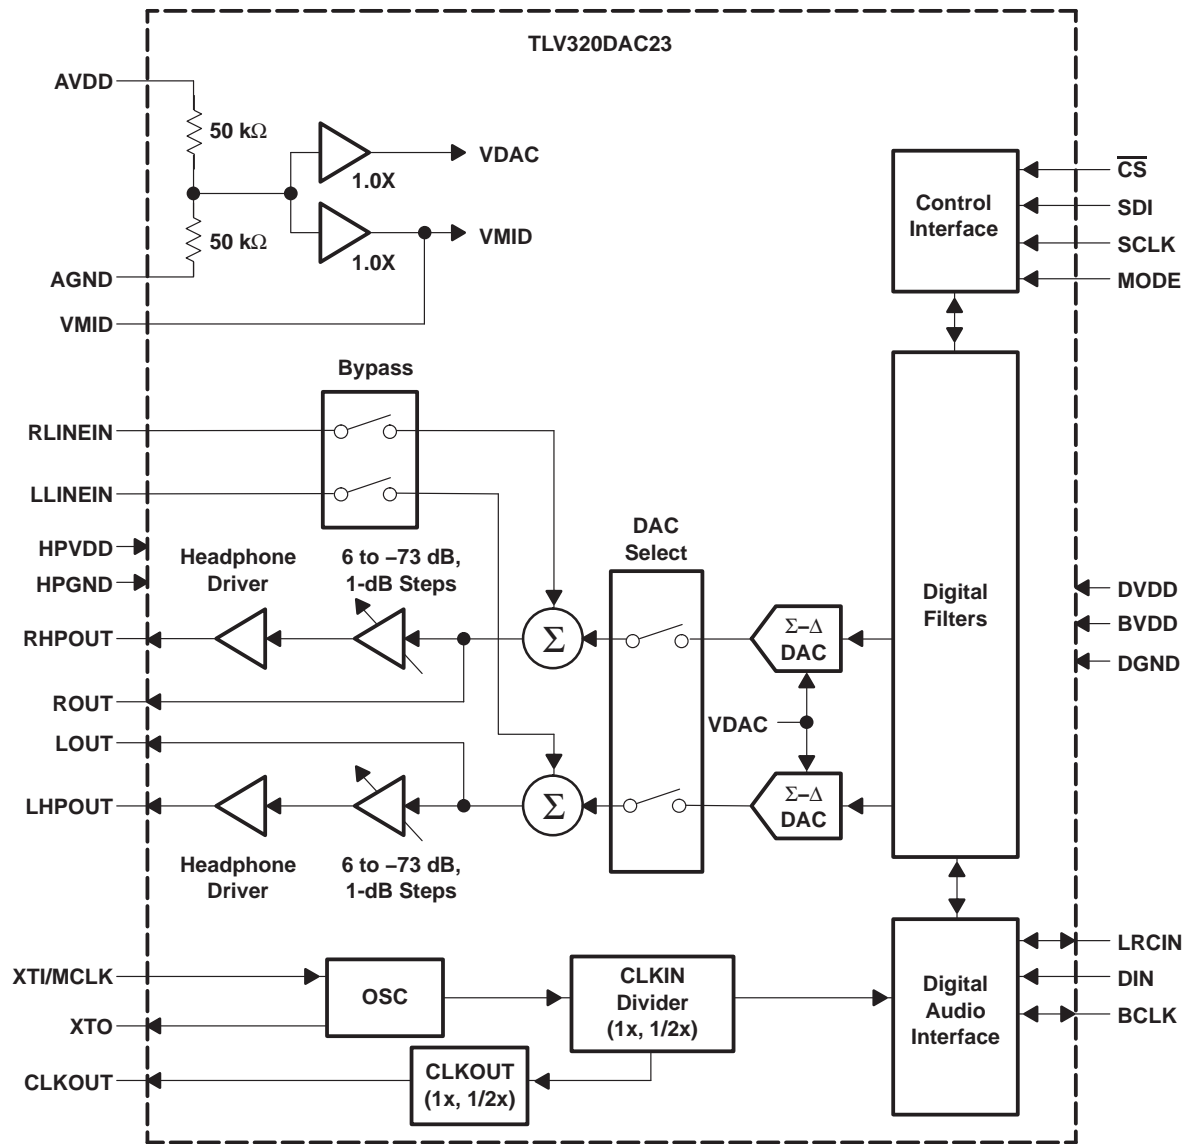 TLV320DAC23
AVDD
50 kΩ
VDAC
1.0X
50 kΩ
VMID
1.0X
AGND
VMID
CS
SDI
SCLK
MODE
Control
Interface
Bypass
RLINEIN
LLINEIN
HPVDD
HPGND
Headphone
Driver
6 to –73 dB,
1-dB Steps
DAC
Select
RHPOUT
Σ
Σ–Δ
DAC
Digital
Filters
DVDD
BVDD
DGND
ROUT
LOUT
VDAC
LHPOUT
Σ
Σ–Δ
DAC
Headphone
Driver
6 to –73 dB,
1-dB Steps
XTI/MCLK
OSC
XTO
CLKIN
Divider
(1x, 1/2x)
CLKOUT
CLKOUT
(1x, 1/2x)
Digital
Audio
Interface
LRCIN
DIN
BCLK